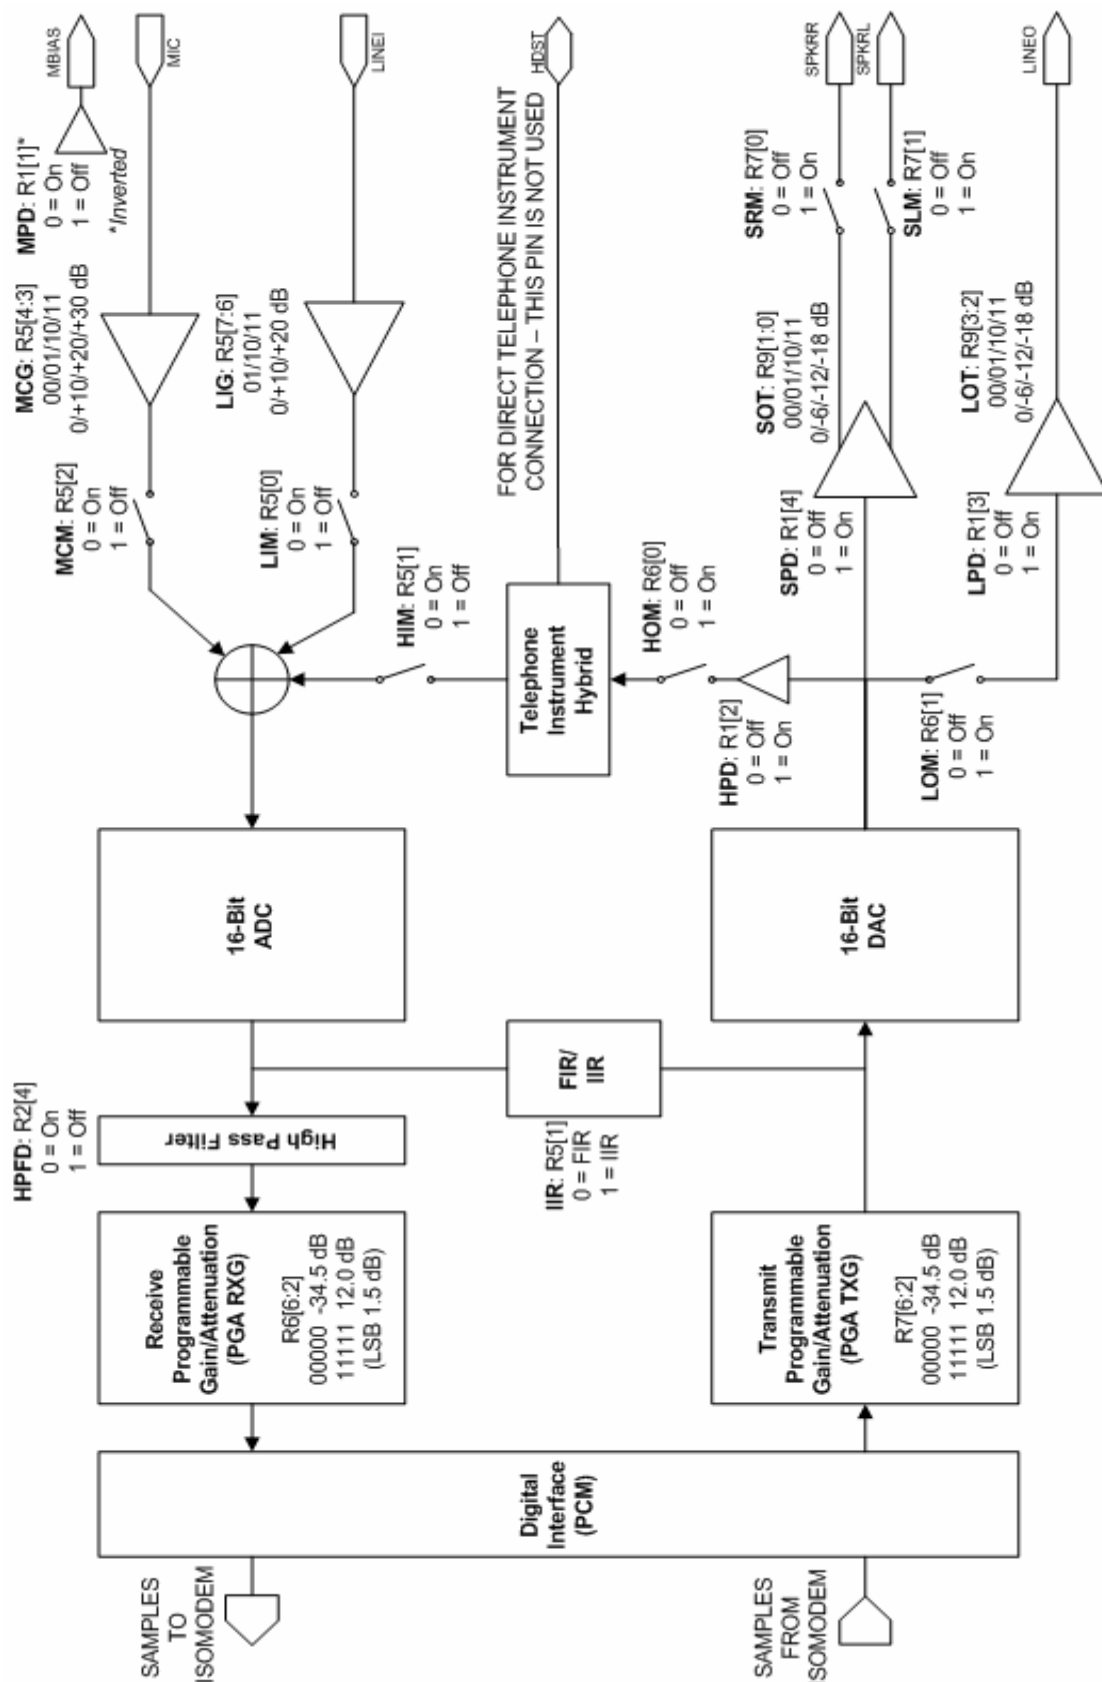 MBIAS
MIC
LINEI
HDST
SPKRR
SPKRL
LINEO
MPD: R1[1]*
0 = On
1 = Off
*Inverted
MCG: R5[4:3]
00/01/10/11
0/+10/+20/+30 dB
LIG: R5[7:6]
01/10/11
0/+10/+20 dB
FOR DIRECT TELEPHONE INSTRUMENT
CONNECTION – THIS PIN IS NOT USED
SRM: R7[0]
0 = Off
1 = On
SLM: R7[1]
0 = Off
1 = On
SOT: R9[1:0]
00/01/10/11
0/-6/-12/-18 dB
LOT: R9[3:2]
00/01/10/11
0/-6/-12/-18 dB
MCM: R5[2]
0 = On
1 = Off
LIM: R5[0]
0 = On
1 = Off
HIM: R5[1]
0 = On
1 = Off
Telephone
Instrument
Hybrid
HOM: R6[0]
0 = Off
1 = On
HPD: R1[2]
0 = Off
1 = On
SPD: R1[4]
0 = Off
1 = On
LPD: R1[3]
0 = Off
1 = On
LOM: R6[1]
0 = Off
1 = On
16-Bit
ADC
16-Bit
DAC
FIR/
IIR
IIR: R5[1]
0 = FIR
1 = IIR
HPFD: R2[4]
0 = On
1 = Off
High Pass Filter
Receive
Programmable
Gain/Attenuation
(PGA RXG)
R6[6:2]
00000 -34.5 dB
11111 12.0 dB
(LSB 1.5 dB)
Transmit
Programmable
Gain/Attenuation
(PGA TXG)
R7[6:2]
00000 -34.5 dB
11111 12.0 dB
(LSB 1.5 dB)
Digital
Interface
(PCM)
SAMPLES
TO
ISOMODEM
SAMPLES
FROM
ISOMODEM